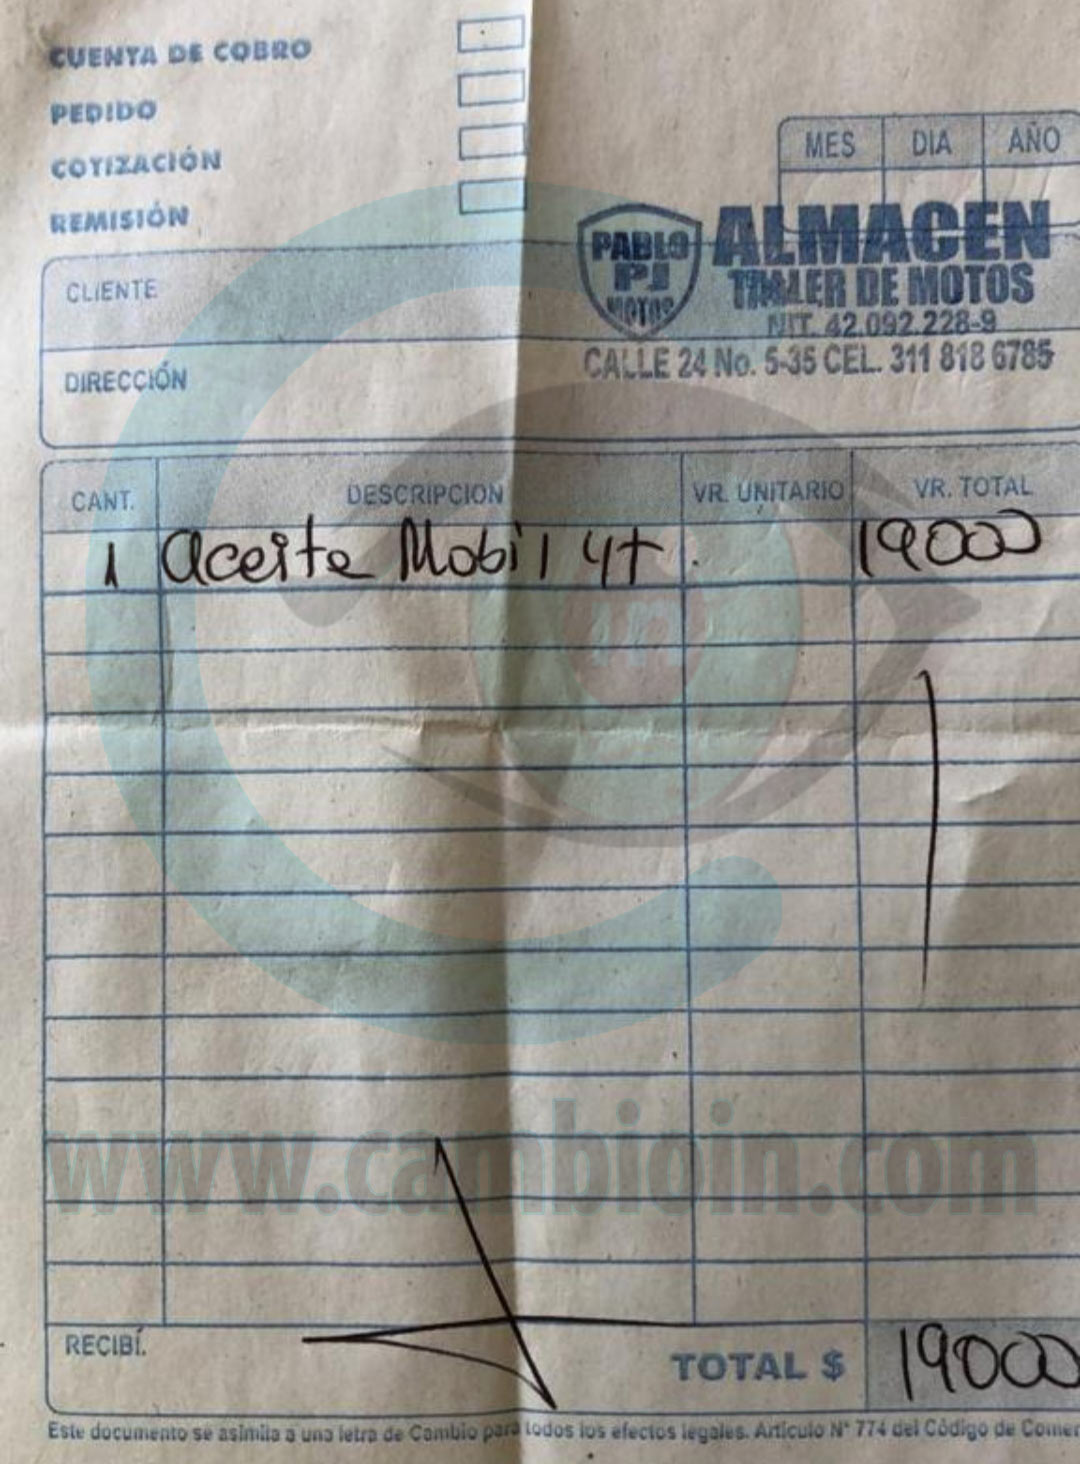 CUENTA DE COBRO
PEDIDO
COTIZACIÓN
REMISIÓN
MES DIA AÑO
PABLO
PJ
MOTOS
ALMACEN
TALLER DE MOTOS
NIT. 42.092.228-9
CALLE 24 No. 5-35 CEL. 311 818 6785
CLIENTE
DIRECCIÓN
CANT. DESCRIPCION VR. UNITARIO VR. TOTAL
1 aceite Mobil 4t 19000
in
www.cambioin.com
RECIBÍ.
TOTAL $ 19000
Este documento se asimila a una letra de Cambio para todos los efectos legales. Articulo N° 774 del Código de Comer